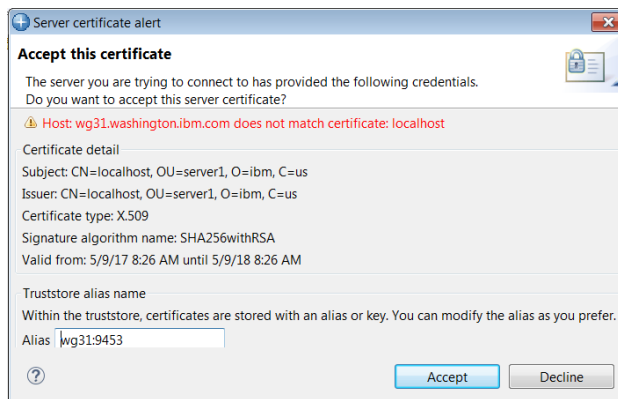 Server certificate alert
Accept this certificate
The server you are trying to connect to has provided the following credentials.
Do you want to accept this server certificate?
Host: wg31.washington.ibm.com does not match certificate: localhost
Certificate detail
Subject: CN=localhost, OU=server1, O=ibm, C=us
Issuer: CN=localhost, OU=server1, O=ibm, C=us
Certificate type: X.509
Signature algorithm name: SHA256withRSA
Valid from: 5/9/17 8:26 AM until 5/9/18 8:26 AM
Truststore alias name
Within the truststore, certificates are stored with an alias or key. You can modify the alias as you prefer.
Alias wg31:9453
? Accept Decline